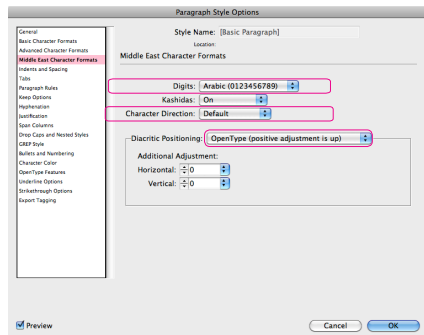 Paragraph Style Options
General
Basic Character Formats
Advanced Character Formats
Middle East Character Formats
Indents and Spacing
Tabs
Paragraph Rules
Keep Options
Hyphenation
Justification
Span Columns
Drop Caps and Nested Styles
GREP Style
Bullets and Numbering
Character Color
OpenType Features
Underline Options
Strikethrough Options
Export Tagging
Style Name: [Basic Paragraph]
Location:
Middle East Character Formats
Digits: Arabic (0123456789)
Kashidas: On
Character Direction: Default
Diacritic Positioning: OpenType (positive adjustment is up)
Additional Adjustment:
Horizontal: 0
Vertical: 0
Preview
Cancel
OK